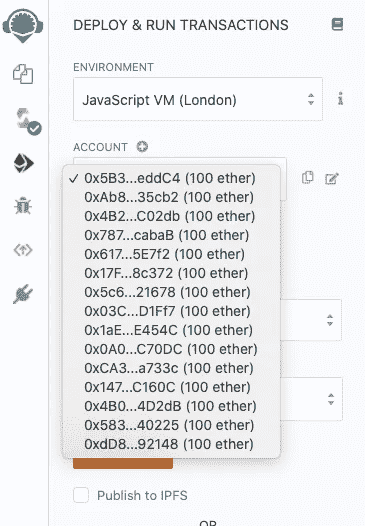 DEPLOY & RUN TRANSACTIONS
ENVIRONMENT
JavaScript VM (London)
ACCOUNT
✓ 0x5B3...eddC4 (100 ether)
0xAb8...35cb2 (100 ether)
0x4B2...C02db (100 ether)
0x787...cabaB (100 ether)
0x617...5E7f2 (100 ether)
0x17F...8c372 (100 ether)
0x5c6...21678 (100 ether)
0x03C...D1Ff7 (100 ether)
0x1aE...E454C (100 ether)
0x0A0...C70DC (100 ether)
0xCA3...a733c (100 ether)
0x147...C160C (100 ether)
0x4B0...4D2dB (100 ether)
0x583...40225 (100 ether)
0xdD8...92148 (100 ether)
Publish to IPFS
OR